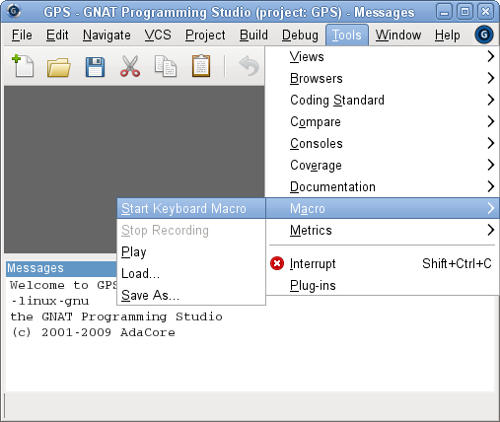 GPS - GNAT Programming Studio (project: GPS) - Messages
File Edit Navigate VCS Project Build Debug Tools Window Help
Views
Browsers
Coding Standard
Compare
Consoles
Coverage
Documentation
Macro
Metrics
Interrupt Shift+Ctrl+C
Plug-ins
Start Keyboard Macro
Stop Recording
Play
Load...
Save As...
Messages
Welcome to GPS
-linux-gnu
the GNAT Programming Studio
(c) 2001-2009 AdaCore